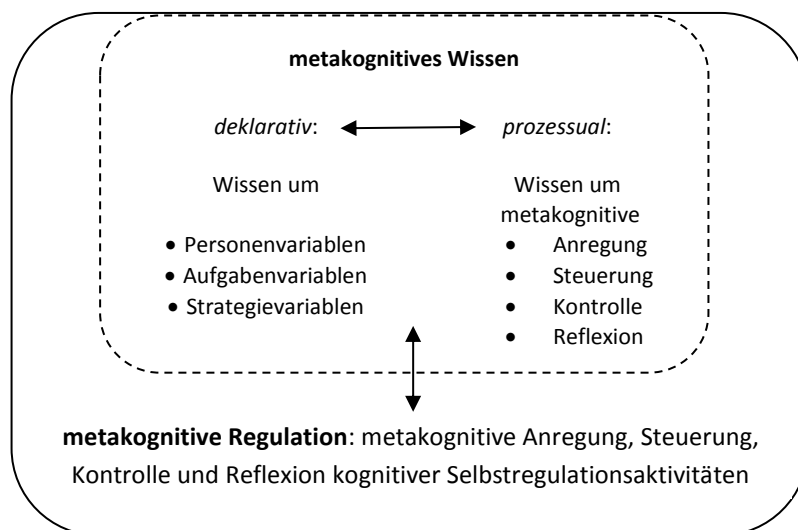 metakognitives Wissen
deklarativ:
prozessual:
Wissen um
• Personenvariablen
• Aufgabenvariablen
• Strategievariablen
Wissen um
metakognitive
• Anregung
• Steuerung
• Kontrolle
• Reflexion
metakognitive Regulation: metakognitive Anregung, Steuerung,
Kontrolle und Reflexion kognitiver Selbstregulationsaktivitäten